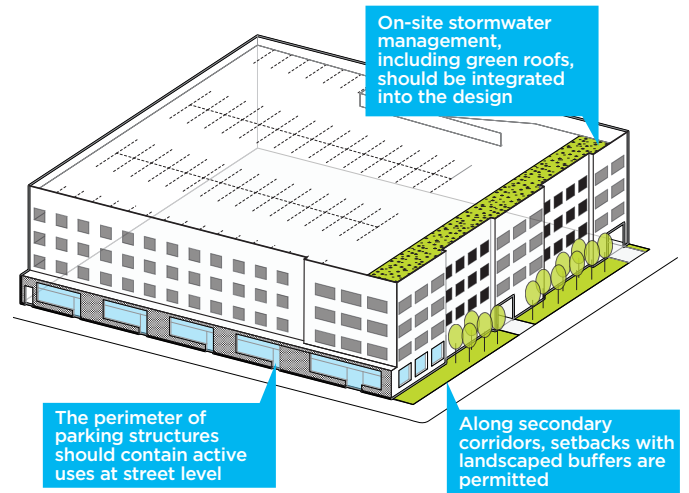 On-site stormwater
management,
including green roofs,
should be integrated
into the design
The perimeter of
parking structures
should contain active
uses at street level
Along secondary
corridors, setbacks with
landscaped buffers are
permitted